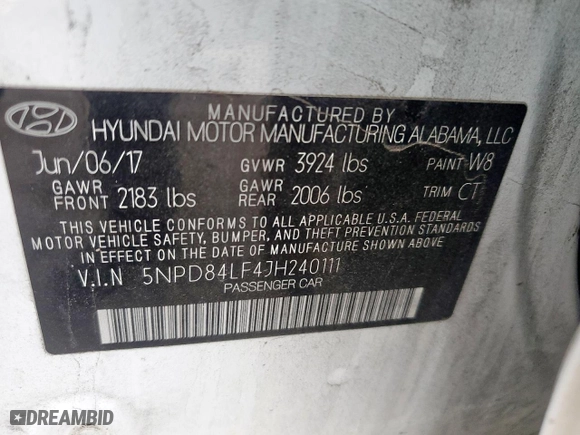 MANUFACTURED BY
HYUNDAI MOTOR MANUFACTURING ALABAMA, LLC
Jun/06/17 GVWR 3924 lbs PAINT W8
GAWR FRONT 2183 lbs GAWR REAR 2006 lbs TRIM CT
THIS VEHICLE CONFORMS TO ALL APPLICABLE U.S.A. FEDERAL
MOTOR VEHICLE SAFETY, BUMPER, AND THEFT PREVENTION
STANDARDS IN EFFECT ON THE DATE OF MANUFACTURE SHOWN ABOVE.
V.I.N 5NPD84LF4JH240111
PASSENGER CAR
DREAMBID